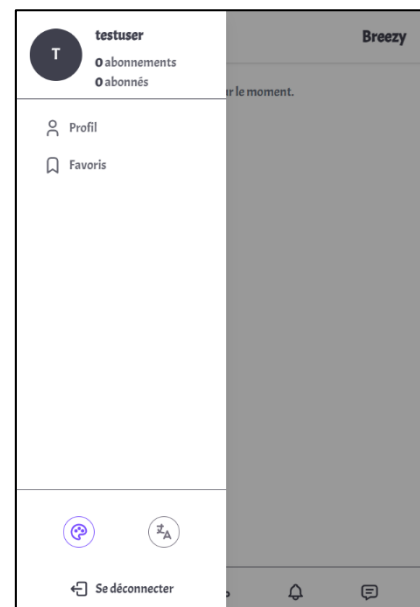 T
testuser
0 abonnements
0 abonnés
Breezy
le moment.
Profil
Favoris
Se déconnecter